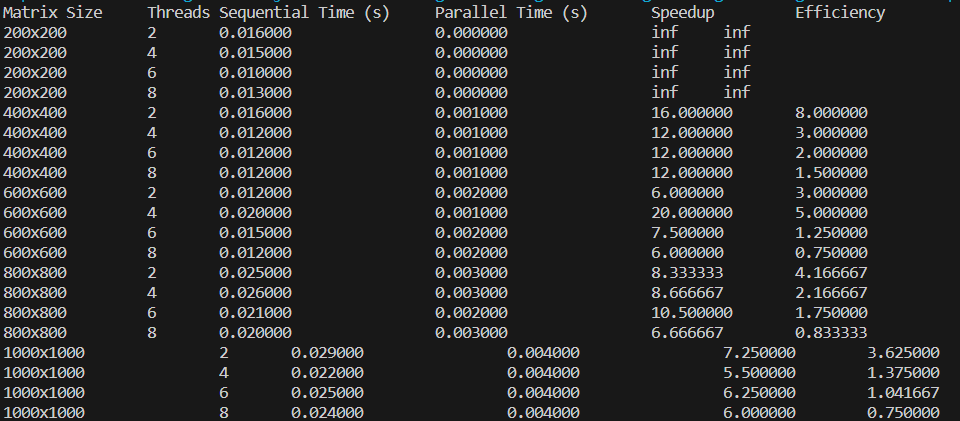 Matrix Size Threads Sequential Time (s) Parallel Time (s) Speedup Efficiency
200x200 2 0.016000 0.000000 inf inf
200x200 4 0.015000 0.000000 inf inf
200x200 6 0.010000 0.000000 inf inf
200x200 8 0.013000 0.000000 inf inf
400x400 2 0.016000 0.001000 16.000000 8.000000
400x400 4 0.012000 0.001000 12.000000 3.000000
400x400 6 0.012000 0.001000 12.000000 2.000000
400x400 8 0.012000 0.001000 12.000000 1.500000
600x600 2 0.012000 0.002000 6.000000 3.000000
600x600 4 0.020000 0.001000 20.000000 5.000000
600x600 6 0.015000 0.002000 7.500000 1.250000
600x600 8 0.012000 0.002000 6.000000 0.750000
800x800 2 0.025000 0.003000 8.333333 4.166667
800x800 4 0.026000 0.003000 8.666667 2.166667
800x800 6 0.021000 0.002000 10.500000 1.750000
800x800 8 0.020000 0.003000 6.666667 0.833333
1000x1000 2 0.029000 0.004000 7.250000 3.625000
1000x1000 4 0.022000 0.004000 5.500000 1.375000
1000x1000 6 0.025000 0.004000 6.250000 1.041667
1000x1000 8 0.024000 0.004000 6.000000 0.750000